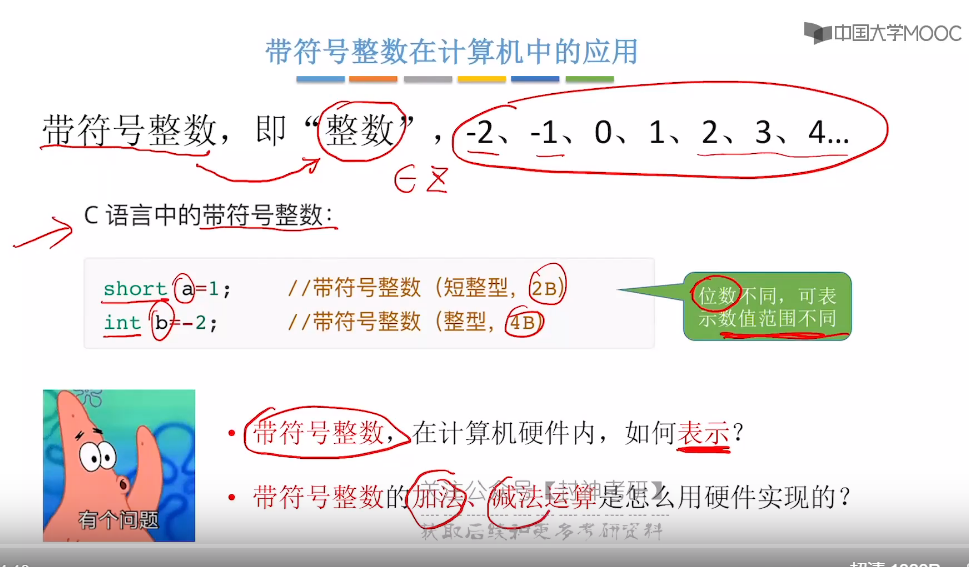 中国大学MOOC
带符号整数在计算机中的应用
带符号整数，即“整数”，-2、-1、0、1、2、3、4...
∈ Z
C 语言中的带符号整数：
short a=1; //带符号整数（短整型，2B）
int b=-2; //带符号整数（整型，4B）
位数不同，可表
示数值范围不同
带符号整数，在计算机硬件内，如何表示？
关注公众号【拉神考研】
带符号整数的加法、减法运算是怎么用硬件实现的？
有个问题
获取后续和更多考研资料